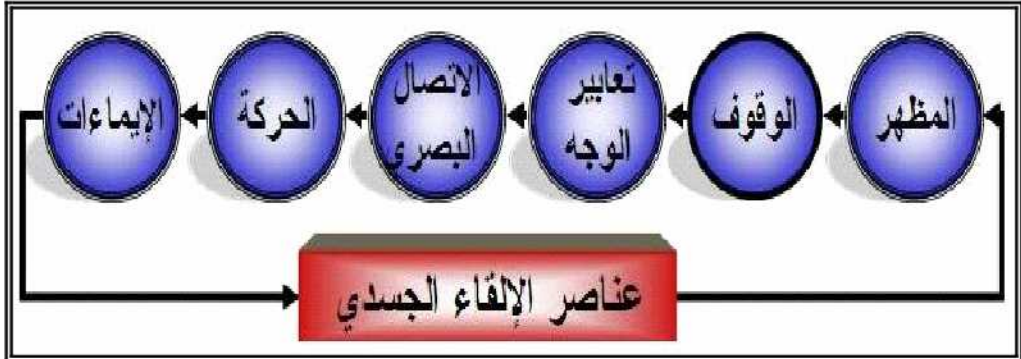 المظهر
الوقوف
تعابير
الوجه
الاتصال
البصري
الحركة
الإيماءات
عناصر الإلقاء الجسدي